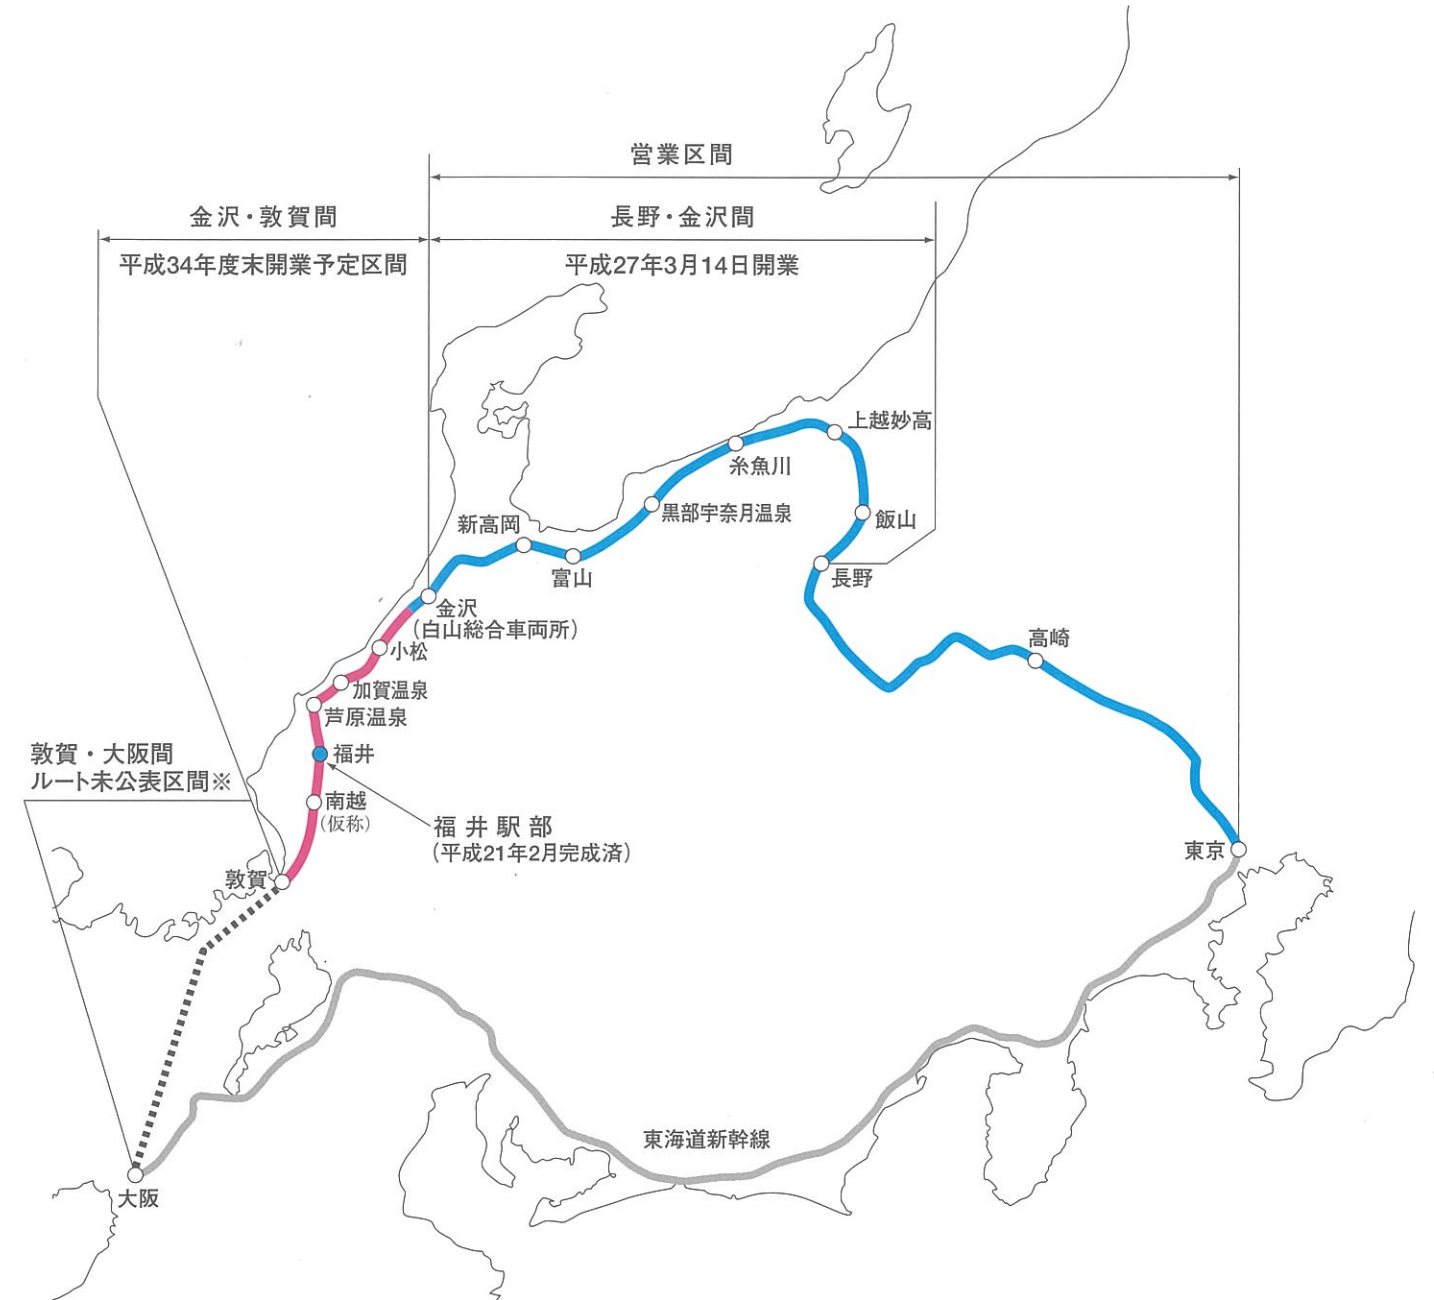 営業区間
金沢・敦賀間
長野・金沢間
平成34年度末開業予定区間
平成27年3月14日開業
上越妙高
糸魚川
黒部宇奈月温泉
飯山
新高岡
富山
長野
金沢
(白山総合車両所)
小松
高崎
加賀温泉
芦原温泉
福井
敦賀・大阪間
ルート未公表区間※
南越
(仮称)
福井駅部
(平成21年2月完成済)
東京
敦賀
東海道新幹線
大阪